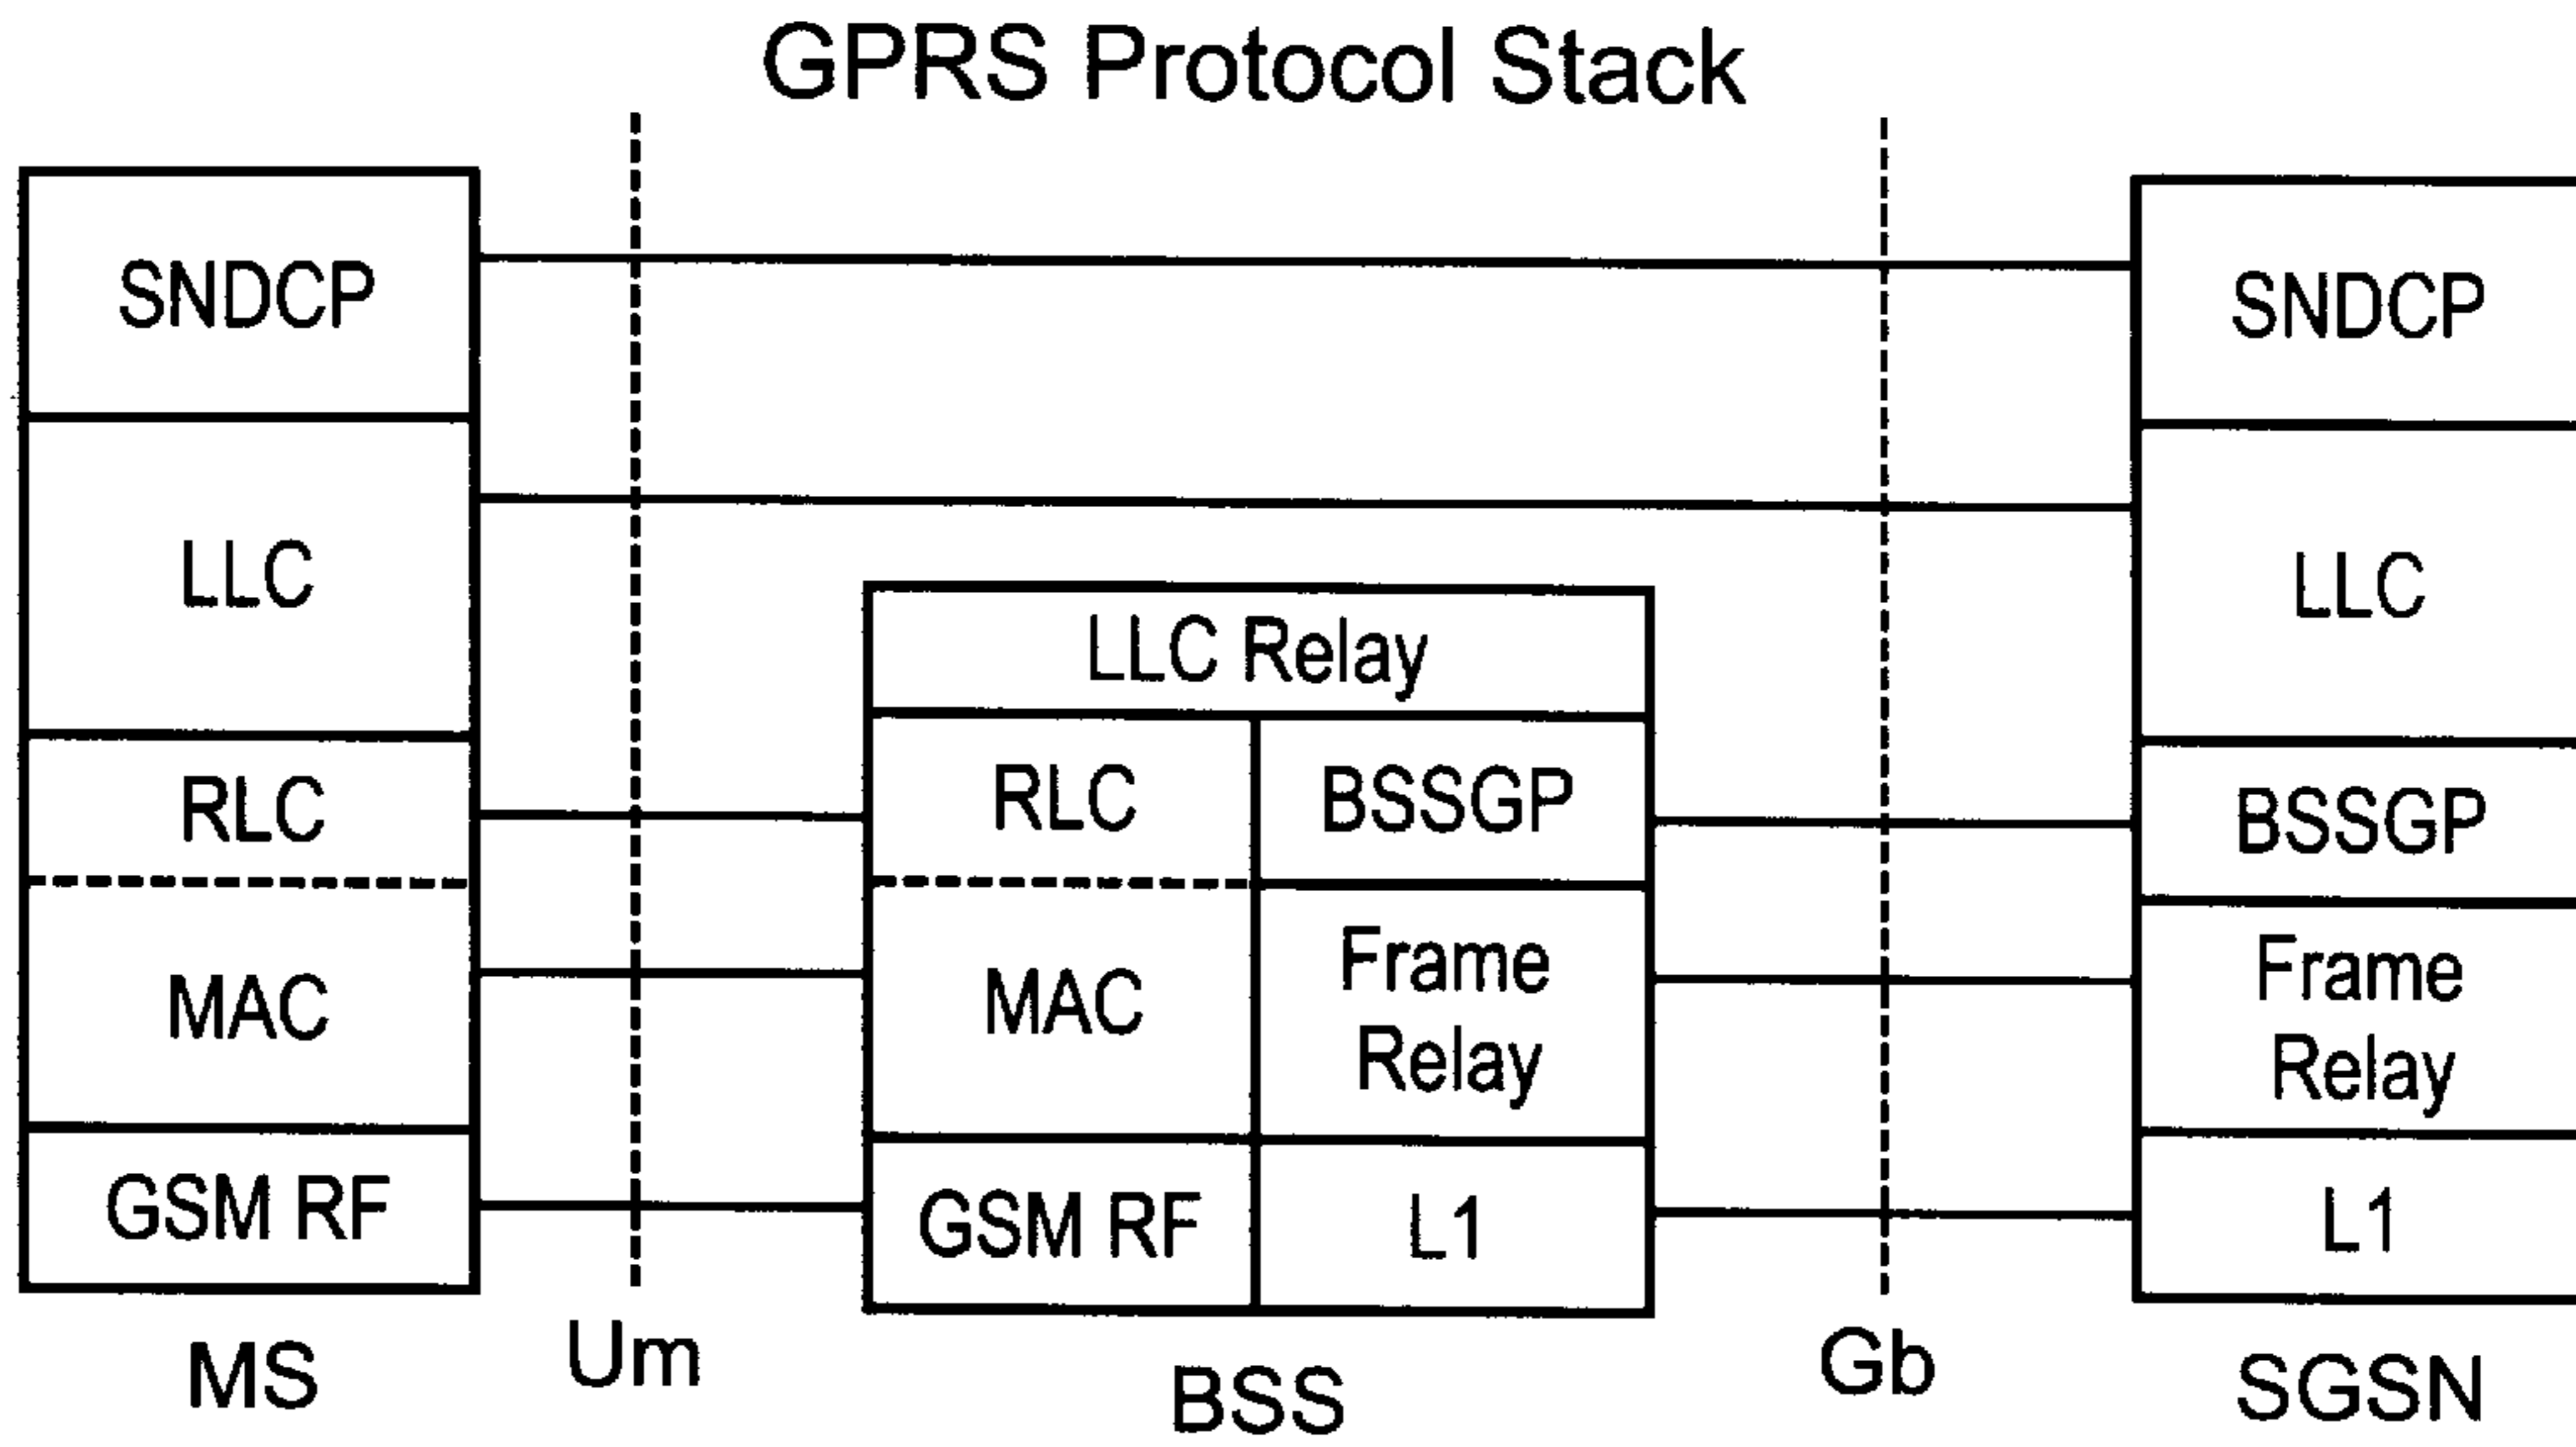 GPRS Protocol Stack
SNDCP
LLC
RLC
MAC
GSM RF
MS
Um
LLC Relay
RLC
MAC
GSM RF
BSSGP
Frame
Relay
L1
BSS
Gb
SNDCP
LLC
BSSGP
Frame
Relay
L1
SGSN